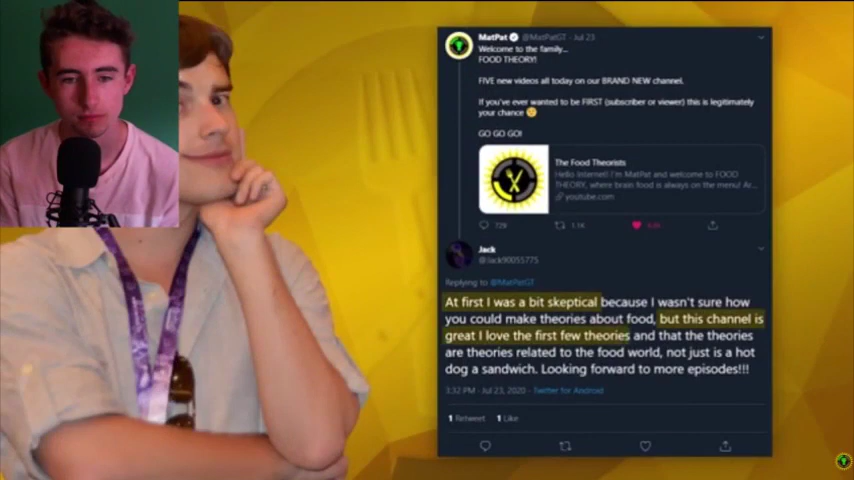 MatPat @MatPatGT · Jul 23
Welcome to the family...
FOOD THEORY!
FIVE new videos all today on our BRAND NEW channel.
If you've ever wanted to be FIRST (subscriber or viewer) this is legitimately
your chance
GO GO GO!
The Food Theorists
Hello Internet! I'm MatPat and welcome to FOOD
THEORY, where brain food is always on the menu! Ar...
youtube.com
728 1.1K
Jack
@Jack90055775
Replying to @MatPatGT
At first I was a bit skeptical because I wasn't sure how
you could make theories about food, but this channel is
great I love the first few theories and that the theories
are theories related to the food world, not just is a hot
dog a sandwich. Looking forward to more episodes!!!
3:32 PM · Jul 23, 2020 · Twitter for Android
1 Retweet 1 Like